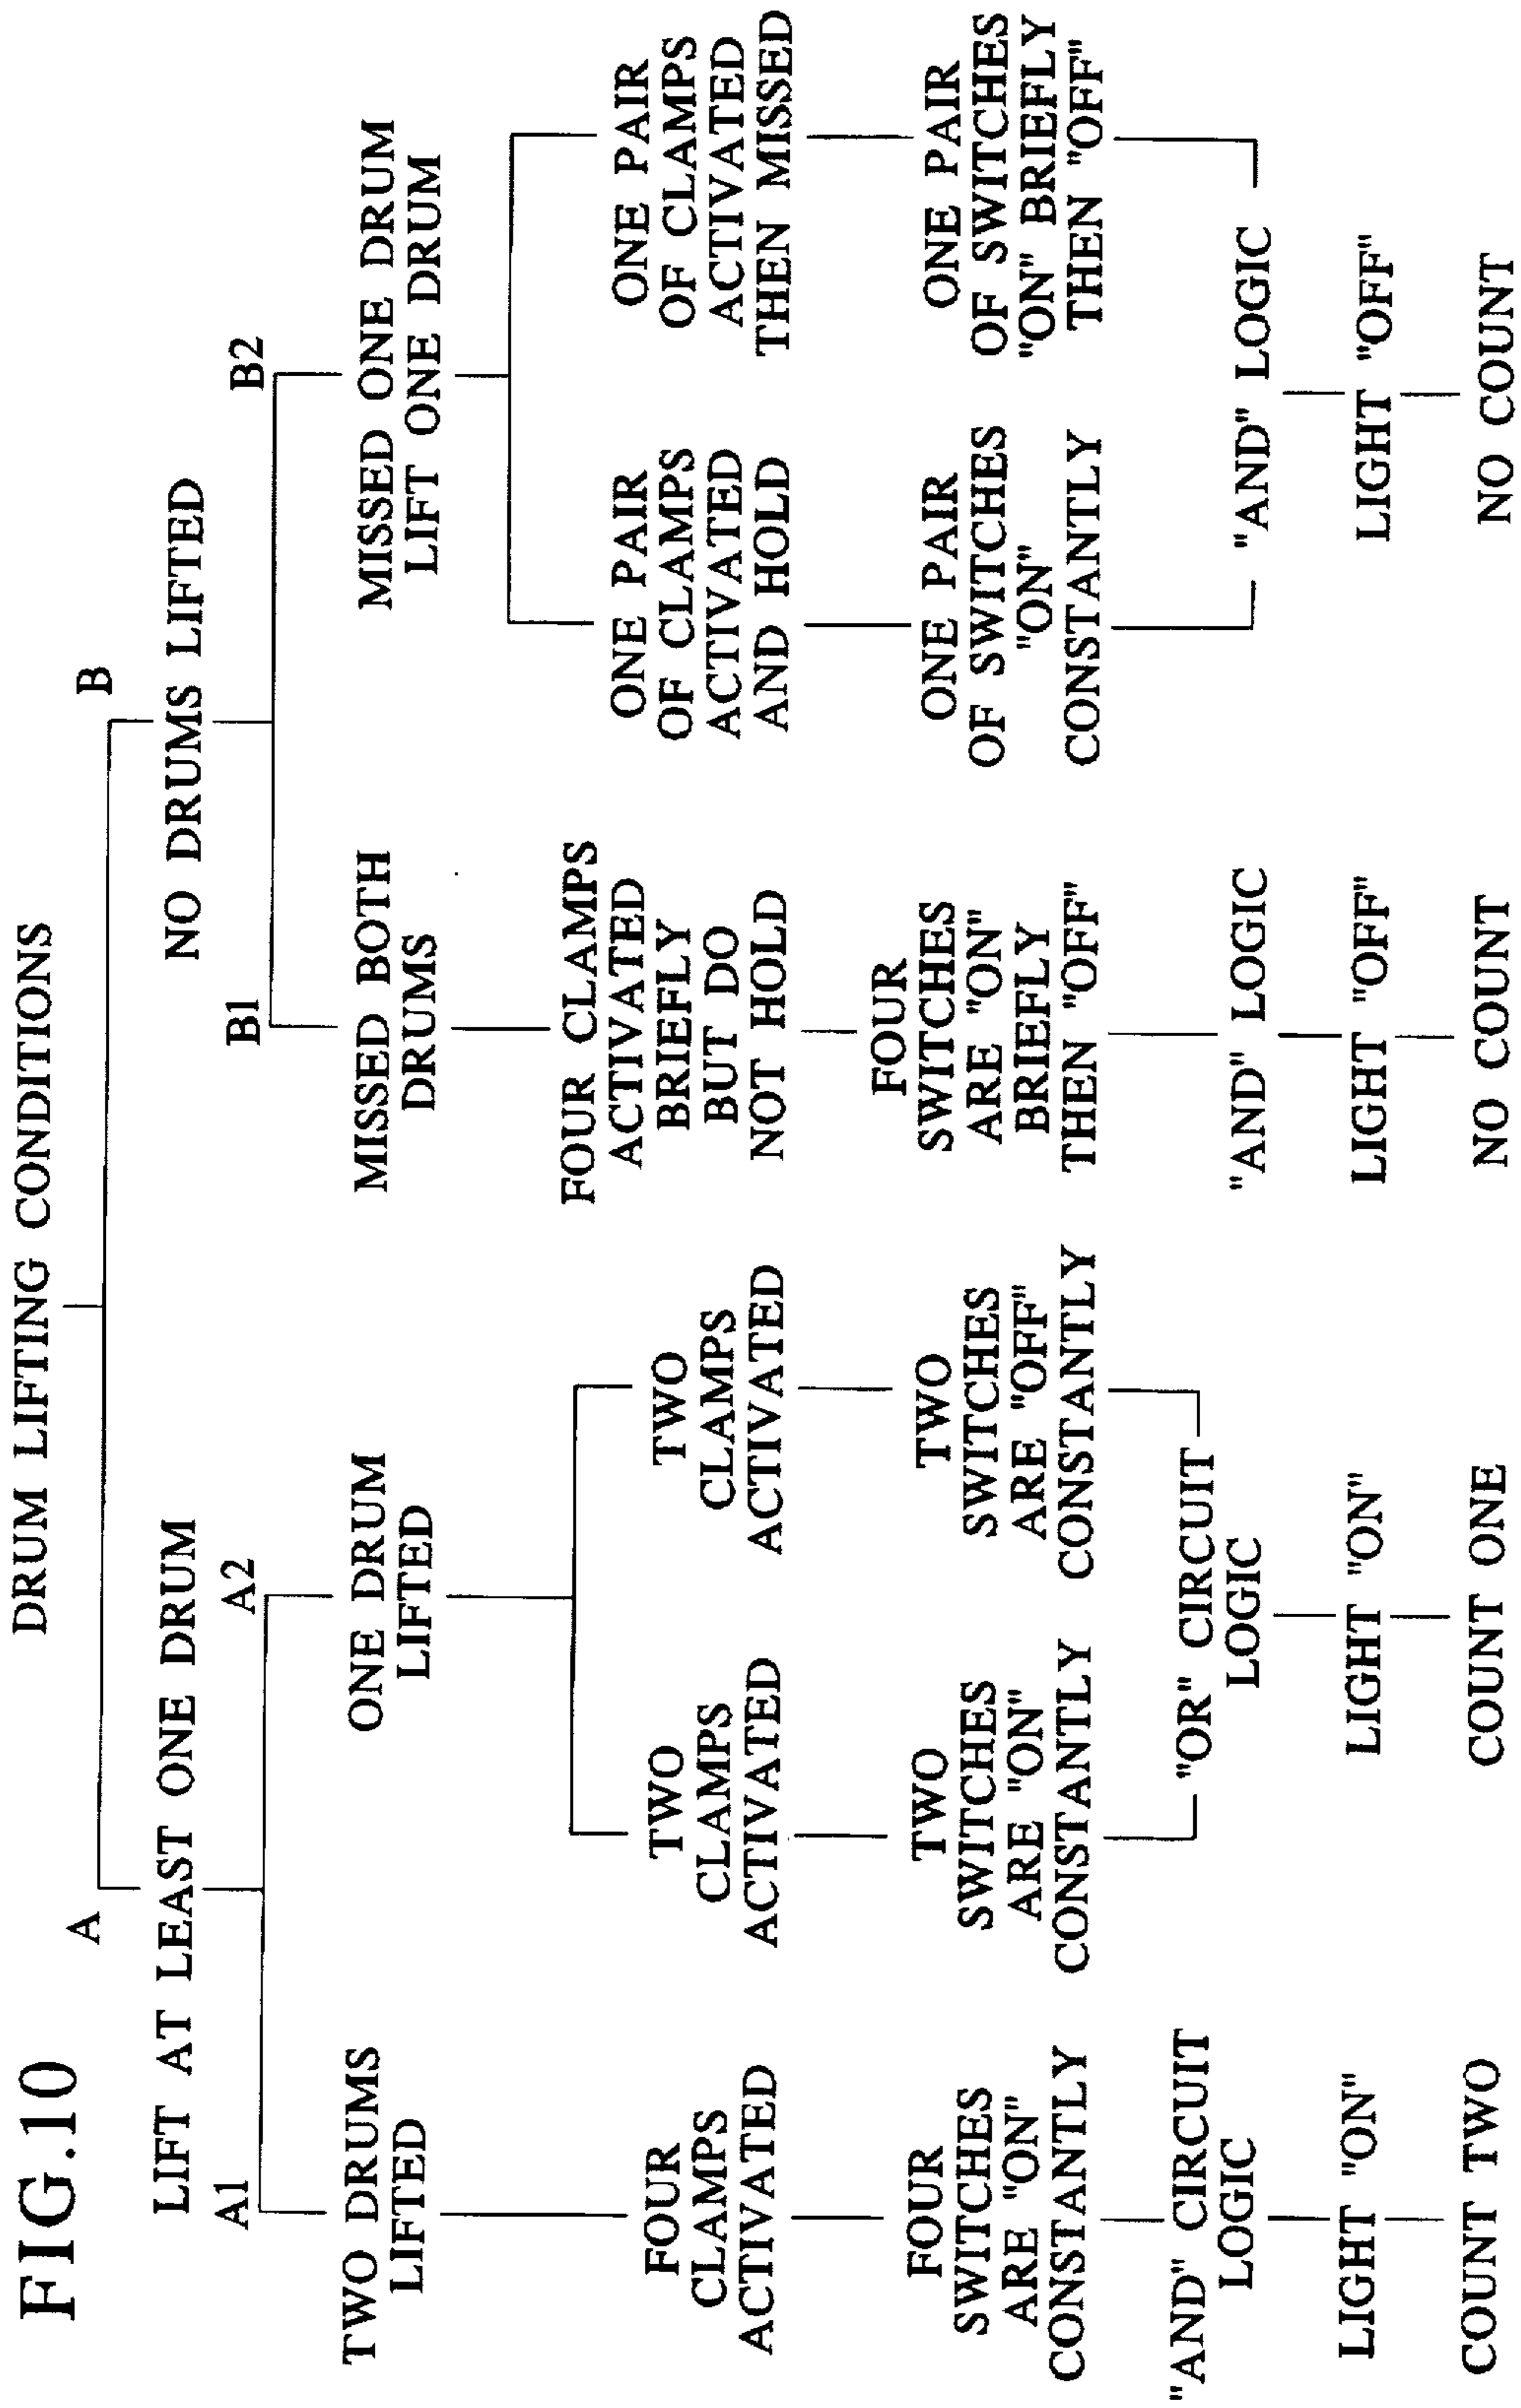 FIG.10
DRUM LIFTING CONDITIONS
A
LIFT AT LEAST ONE DRUM
A1
TWO DRUMS
LIFTED
FOUR
CLAMPS
ACTIVATED
FOUR
SWITCHES
ARE "ON"
CONSTANTLY
"AND" CIRCUIT
LOGIC
LIGHT "ON"
COUNT TWO
A2
ONE DRUM
LIFTED
TWO
CLAMPS
ACTIVATED
TWO
SWITCHES
ARE "ON"
CONSTANTLY
TWO
CLAMPS
ACTIVATED
TWO
SWITCHES
ARE "OFF"
CONSTANTLY
"OR" CIRCUIT
LOGIC
LIGHT "ON"
COUNT ONE
B
NO DRUMS LIFTED
B1
MISSED BOTH
DRUMS
FOUR CLAMPS
ACTIVATED
BRIEFLY
BUT DO
NOT HOLD
FOUR
SWITCHES
ARE "ON"
BRIEFLY
THEN "OFF"
"AND" LOGIC
LIGHT "OFF"
NO COUNT
B2
MISSED ONE DRUM
LIFT ONE DRUM
ONE PAIR
OF CLAMPS
ACTIVATED
AND HOLD
ONE PAIR
OF SWITCHES
"ON"
CONSTANTLY
ONE PAIR
OF CLAMPS
ACTIVATED
THEN MISSED
ONE PAIR
OF SWITCHES
"ON" BRIEFLY
THEN "OFF"
"AND" LOGIC
LIGHT "OFF"
NO COUNT